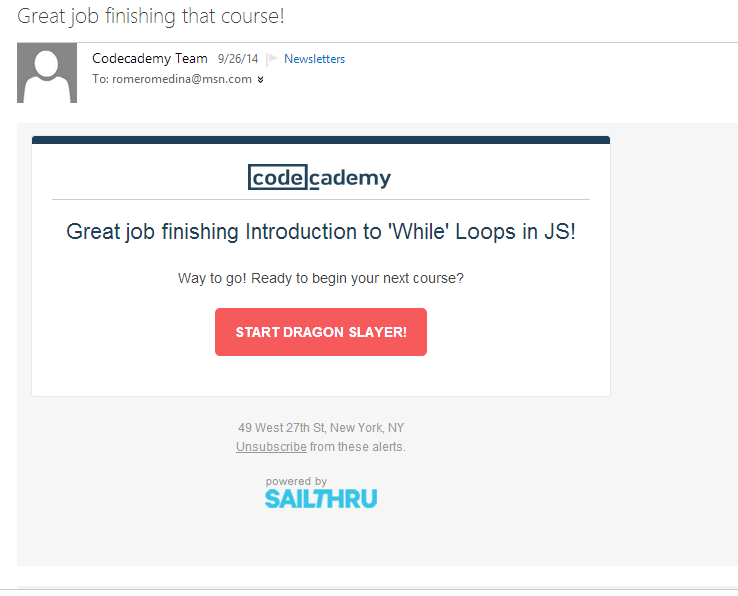 Great job finishing that course!
Codecademy Team 9/26/14 Newsletters
To: romeromedina@msn.com
codecademy
Great job finishing Introduction to 'While' Loops in JS!
Way to go! Ready to begin your next course?
START DRAGON SLAYER!
49 West 27th St, New York, NY
Unsubscribe from these alerts.
powered by
SAILTHRU